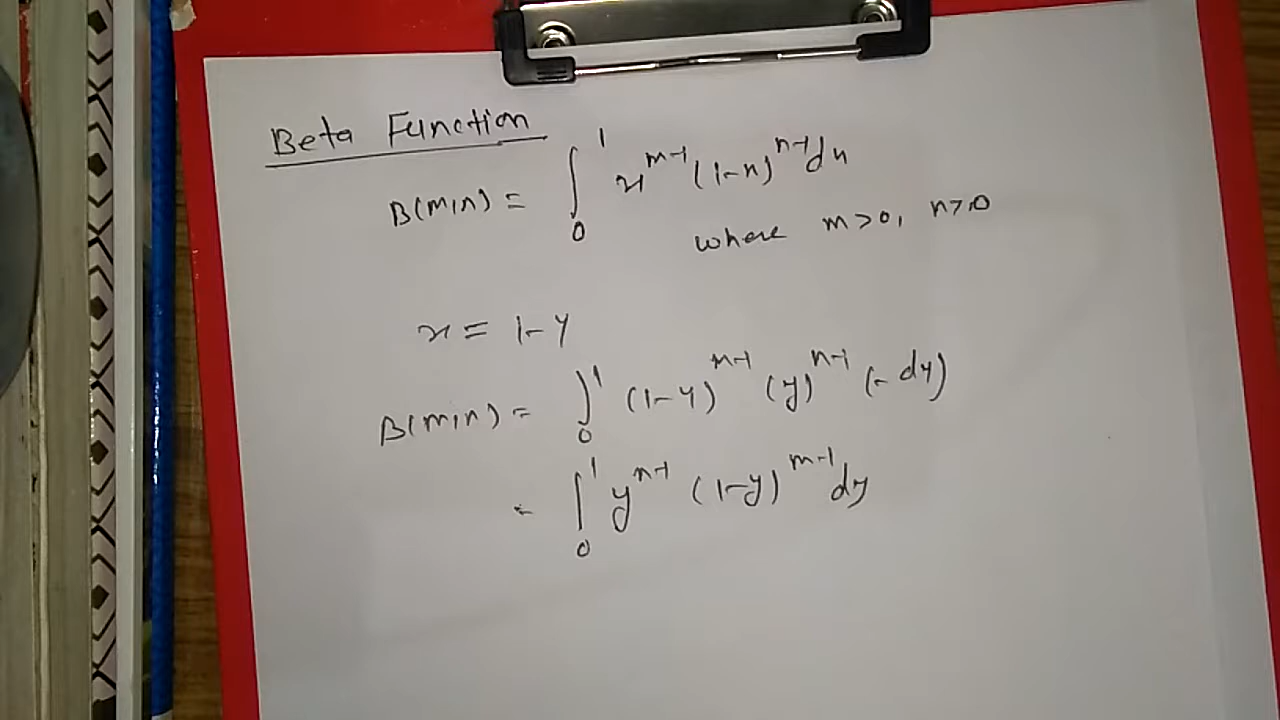 Beta Function
B(m,n) = ∫₀¹ x^{m-1} (1-x)^{n-1} dx
where m>0, n>0
x = 1-y
B(m,n) = ∫₀¹ (1-y)^{m-1} (y)^{n-1} (-dy)
= ∫₀¹ y^{n-1} (1-y)^{m-1} dy